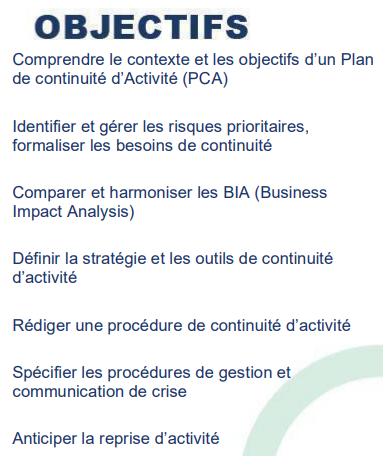 OBJECTIFS
Comprendre le contexte et les objectifs d’un Plan
de continuité d’Activité (PCA)
Identifier et gérer les risques prioritaires,
formaliser les besoins de continuité
Comparer et harmoniser les BIA (Business
Impact Analysis)
Définir la stratégie et les outils de continuité
d’activité
Rédiger une procédure de continuité d’activité
Spécifier les procédures de gestion et
communication de crise
Anticiper la reprise d’activité